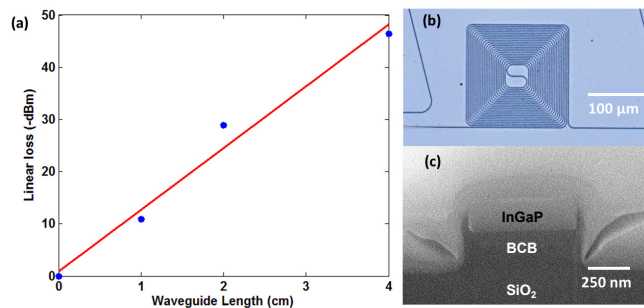 (a)
50
40
30
20
10
0
Linear loss (-dBm)
0
1
2
3
4
Waveguide Length (cm)
(b)
100 µm
(c)
InGaP
BCB
SiO₂
250 nm